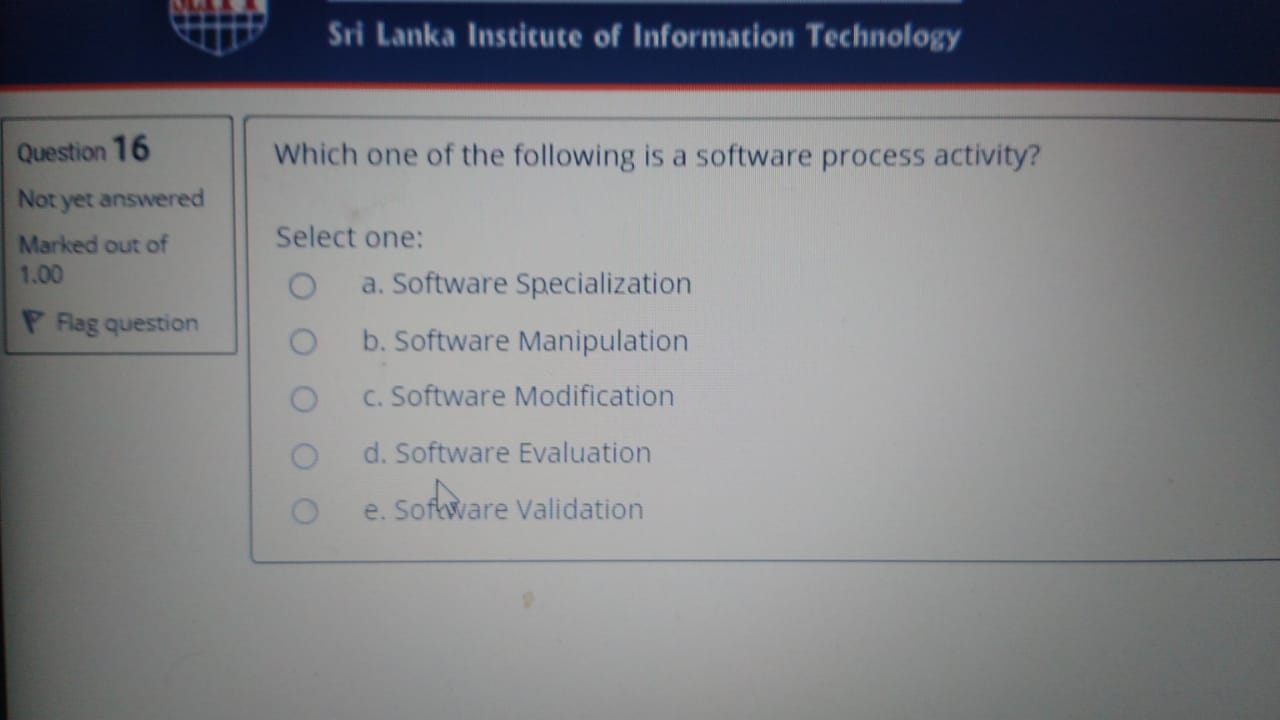 Sri Lanka Institute of Information Technology
Question 16
Not yet answered
Marked out of
1.00
Flag question
Which one of the following is a software process activity?
Select one:
a. Software Specialization
b. Software Manipulation
c. Software Modification
d. Software Evaluation
e. Software Validation